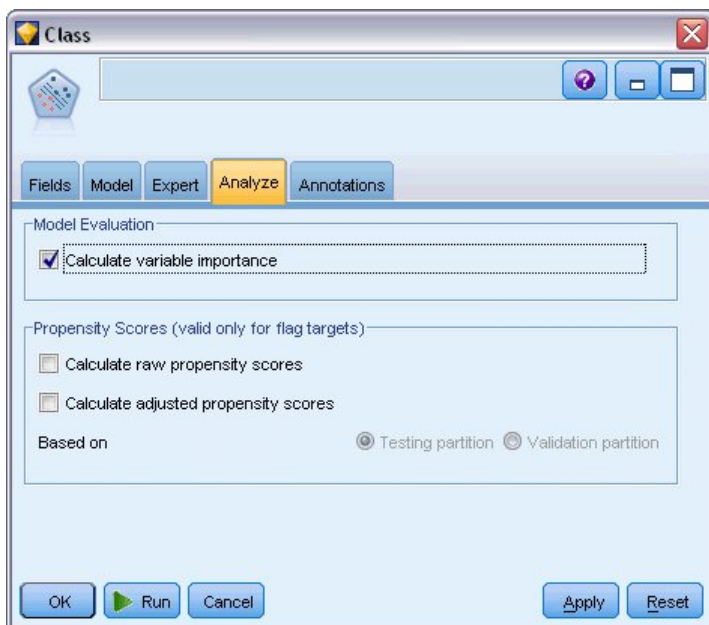 Class
Fields Model Expert Analyze Annotations
Model Evaluation
Calculate variable importance
Propensity Scores (valid only for flag targets)
Calculate raw propensity scores
Calculate adjusted propensity scores
Based on Testing partition Validation partition
OK Run Cancel Apply Reset